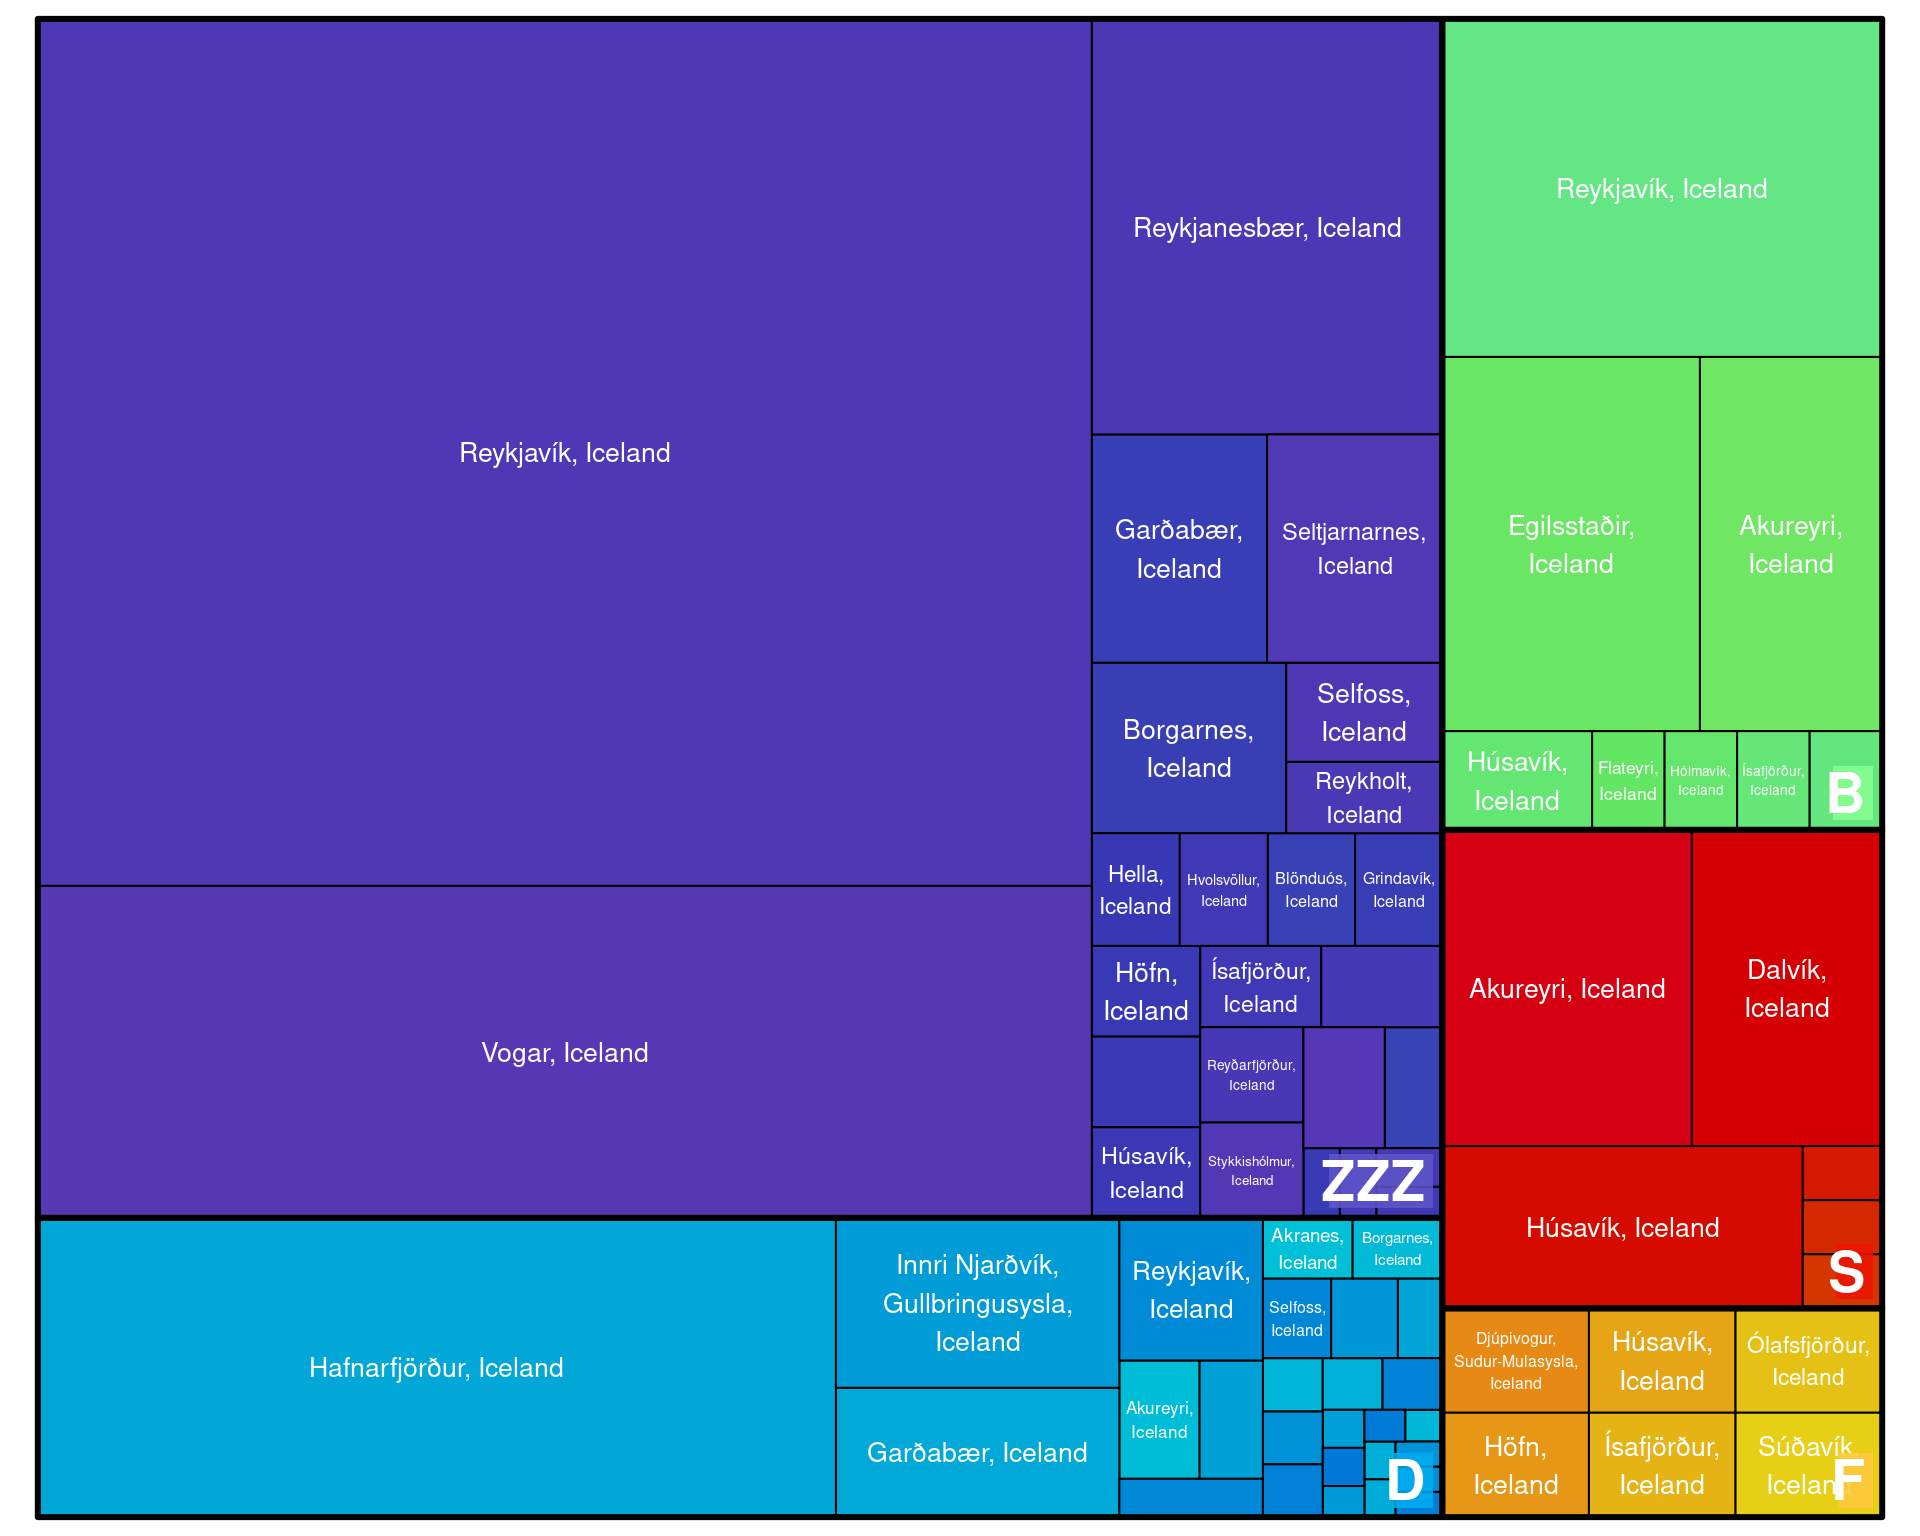 Reykjavík, Iceland
Vogar, Iceland
Reykjanesbær, Iceland
Garðabær,
Iceland
Seltjarnarnes,
Iceland
Borgarnes,
Iceland
Selfoss,
Iceland
Reykholt,
Iceland
Hella,
Iceland
Hvolsvöllur,
Iceland
Blönduós,
Iceland
Grindavík,
Iceland
Höfn,
Iceland
Ísafjörður,
Iceland
Reyðarfjörður,
Iceland
Húsavík,
Iceland
Stykkishólmur,
Iceland
ZZZ
Hafnarfjörður, Iceland
Innri Njarðvík,
Gullbringusysla,
Iceland
Garðabær, Iceland
Reykjavík,
Iceland
Akureyri,
Iceland
Akranes,
Iceland
Borgarnes,
Iceland
Selfoss,
Iceland
D
Reykjavík, Iceland
Egilsstaðir,
Iceland
Akureyri,
Iceland
Húsavík,
Iceland
Flateyri,
Iceland
Hólmavík,
Iceland
Ísafjörður,
Iceland
B
Akureyri, Iceland
Dalvík,
Iceland
Húsavík, Iceland
S
Djúpivogur,
Sudur-Mulasysla,
Iceland
Húsavík,
Iceland
Ólafsfjörður,
Iceland
Höfn,
Iceland
Ísafjörður,
Iceland
Súðavík,
Iceland
F